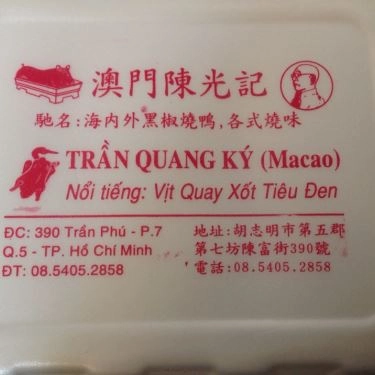 澳門陳光記
馳名:海内外黑椒燒鴨,各式燒味
TRẦN QUANG KÝ (Macao)
Nổi tiếng: Vịt Quay Xốt Tiêu Đen
ĐC: 390 Trần Phú - P.7
Q.5 - TP. Hồ Chí Minh
ĐT: 08.5405.2858
地址:胡志明市第五郡
第七坊陳富街390號
電話:08.5405.2858